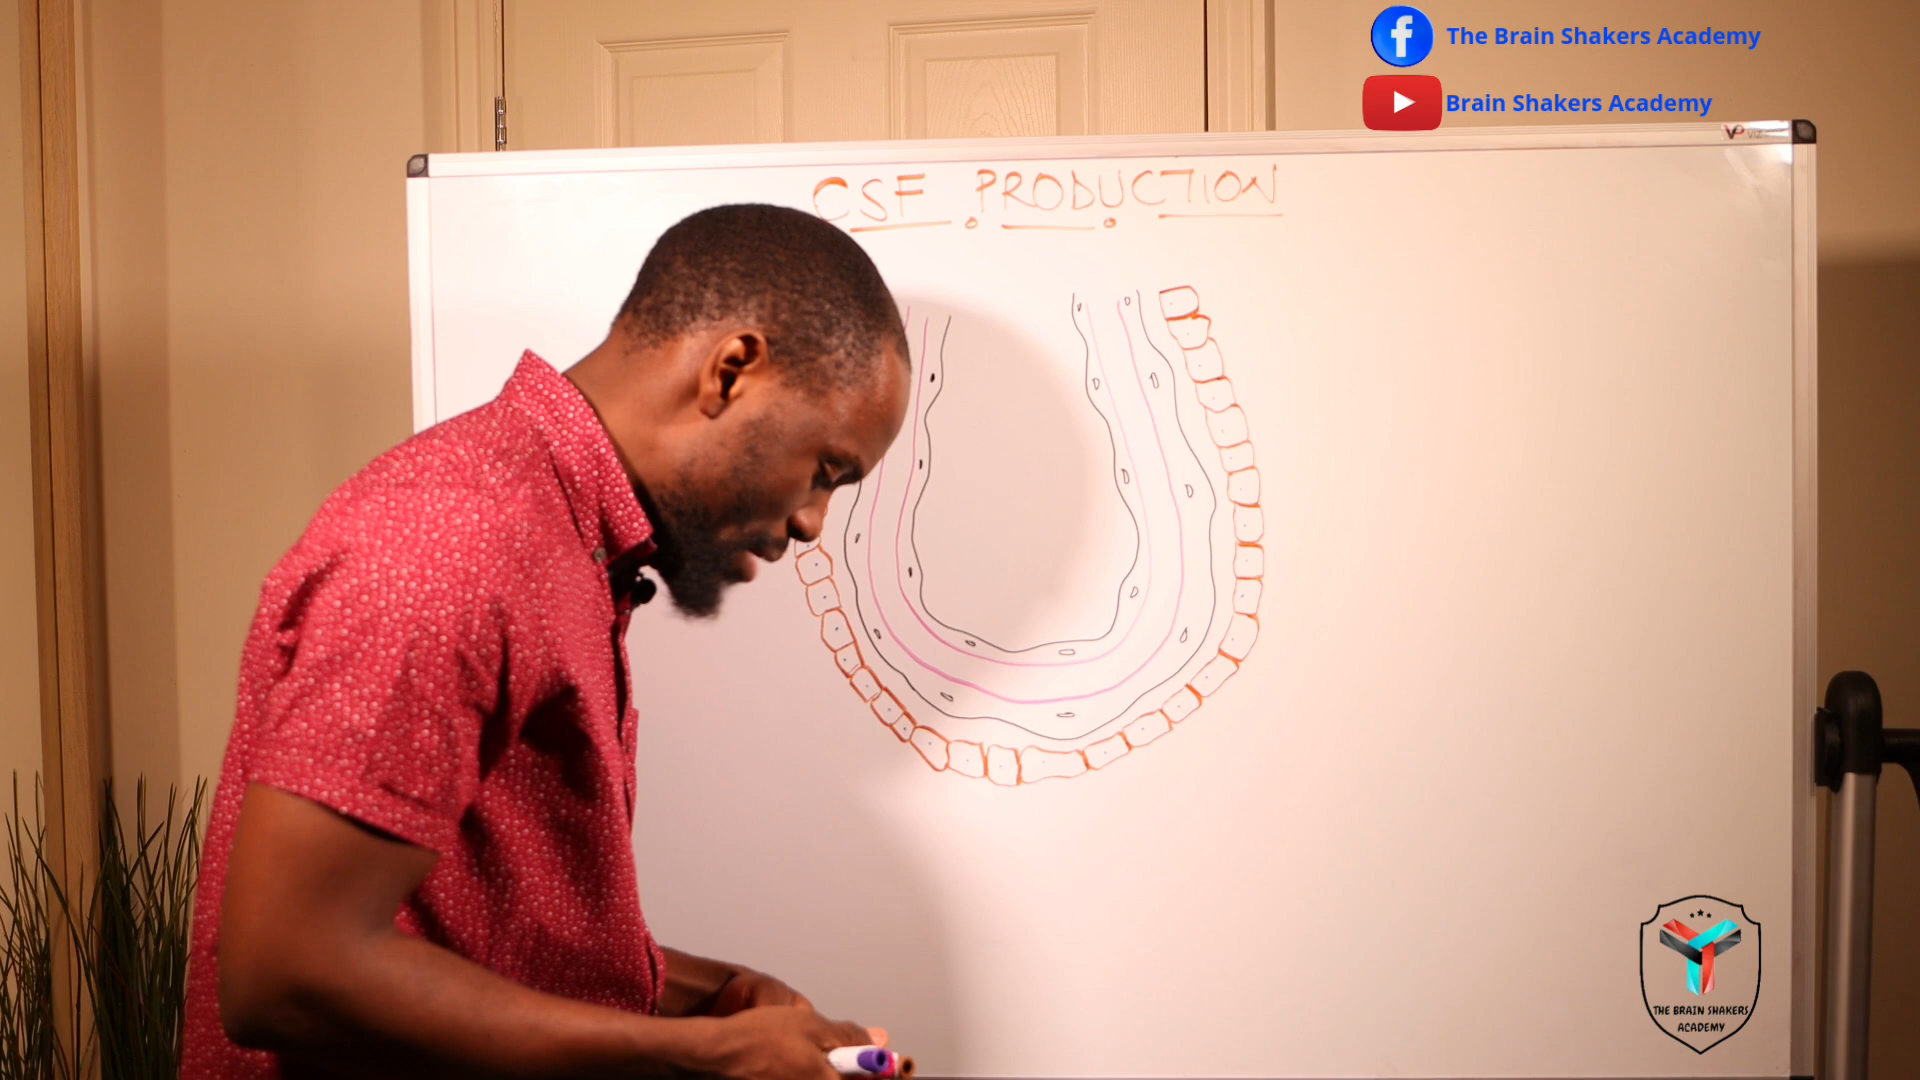 The Brain Shakers Academy
Brain Shakers Academy
CSF PRODUCTION
THE BRAIN SHAKERS
ACADEMY